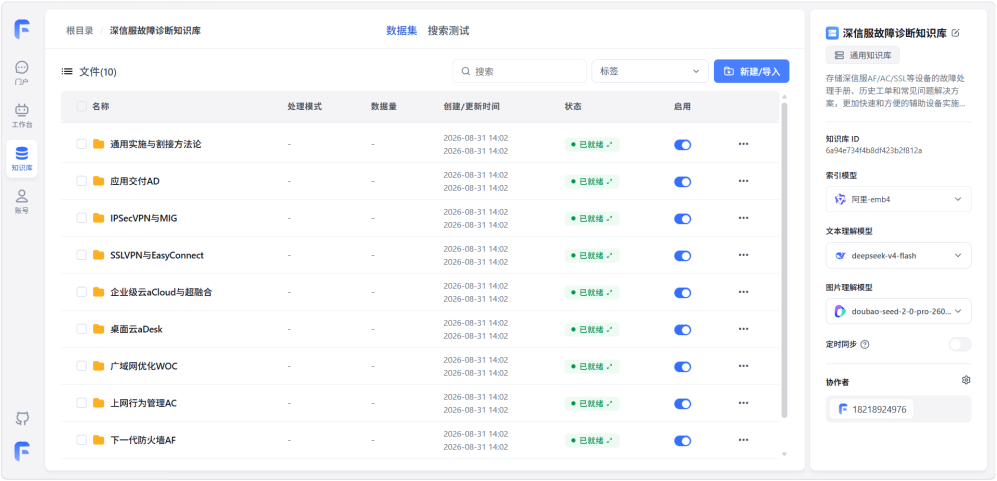 根目录 / 深信服故障诊断知识库
数据集 搜索测试
门户
工作台
知识库
账号
文件(10)
搜索
标签
新建/导入
名称 处理模式 数据量 创建/更新时间 状态 启用
通用实施与割接方法论 - - 2026-08-31 14:02 已就绪
2026-08-31 14:02
应用交付AD - - 2026-08-31 14:02 已就绪
2026-08-31 14:02
IPSecVPN与MIG - - 2026-08-31 14:02 已就绪
2026-08-31 14:02
SSLVPN与EasyConnect - - 2026-08-31 14:02 已就绪
2026-08-31 14:02
企业级云aCloud与超融合 - - 2026-08-31 14:02 已就绪
2026-08-31 14:02
桌面云aDesk - - 2026-08-31 14:02 已就绪
2026-08-31 14:02
广域网优化WOC - - 2026-08-31 14:02 已就绪
2026-08-31 14:02
上网行为管理AC - - 2026-08-31 14:02 已就绪
2026-08-31 14:02
下一代防火墙AF - - 2026-08-31 14:02 已就绪
2026-08-31 14:02
深信服故障诊断知识库
通用知识库
存储深信服AF/AC/SSL等设备的故障处
理手册、历史工单和常见问题解决方
案，更加快速和方便的辅助设备实施...
知识库 ID
6a94e734f4b8df423b2f812a
索引模型
阿里-emb4
文本理解模型
deepseek-v4-flash
图片理解模型
doubao-seed-2-0-pro-260...
定时同步
协作者
18218924976